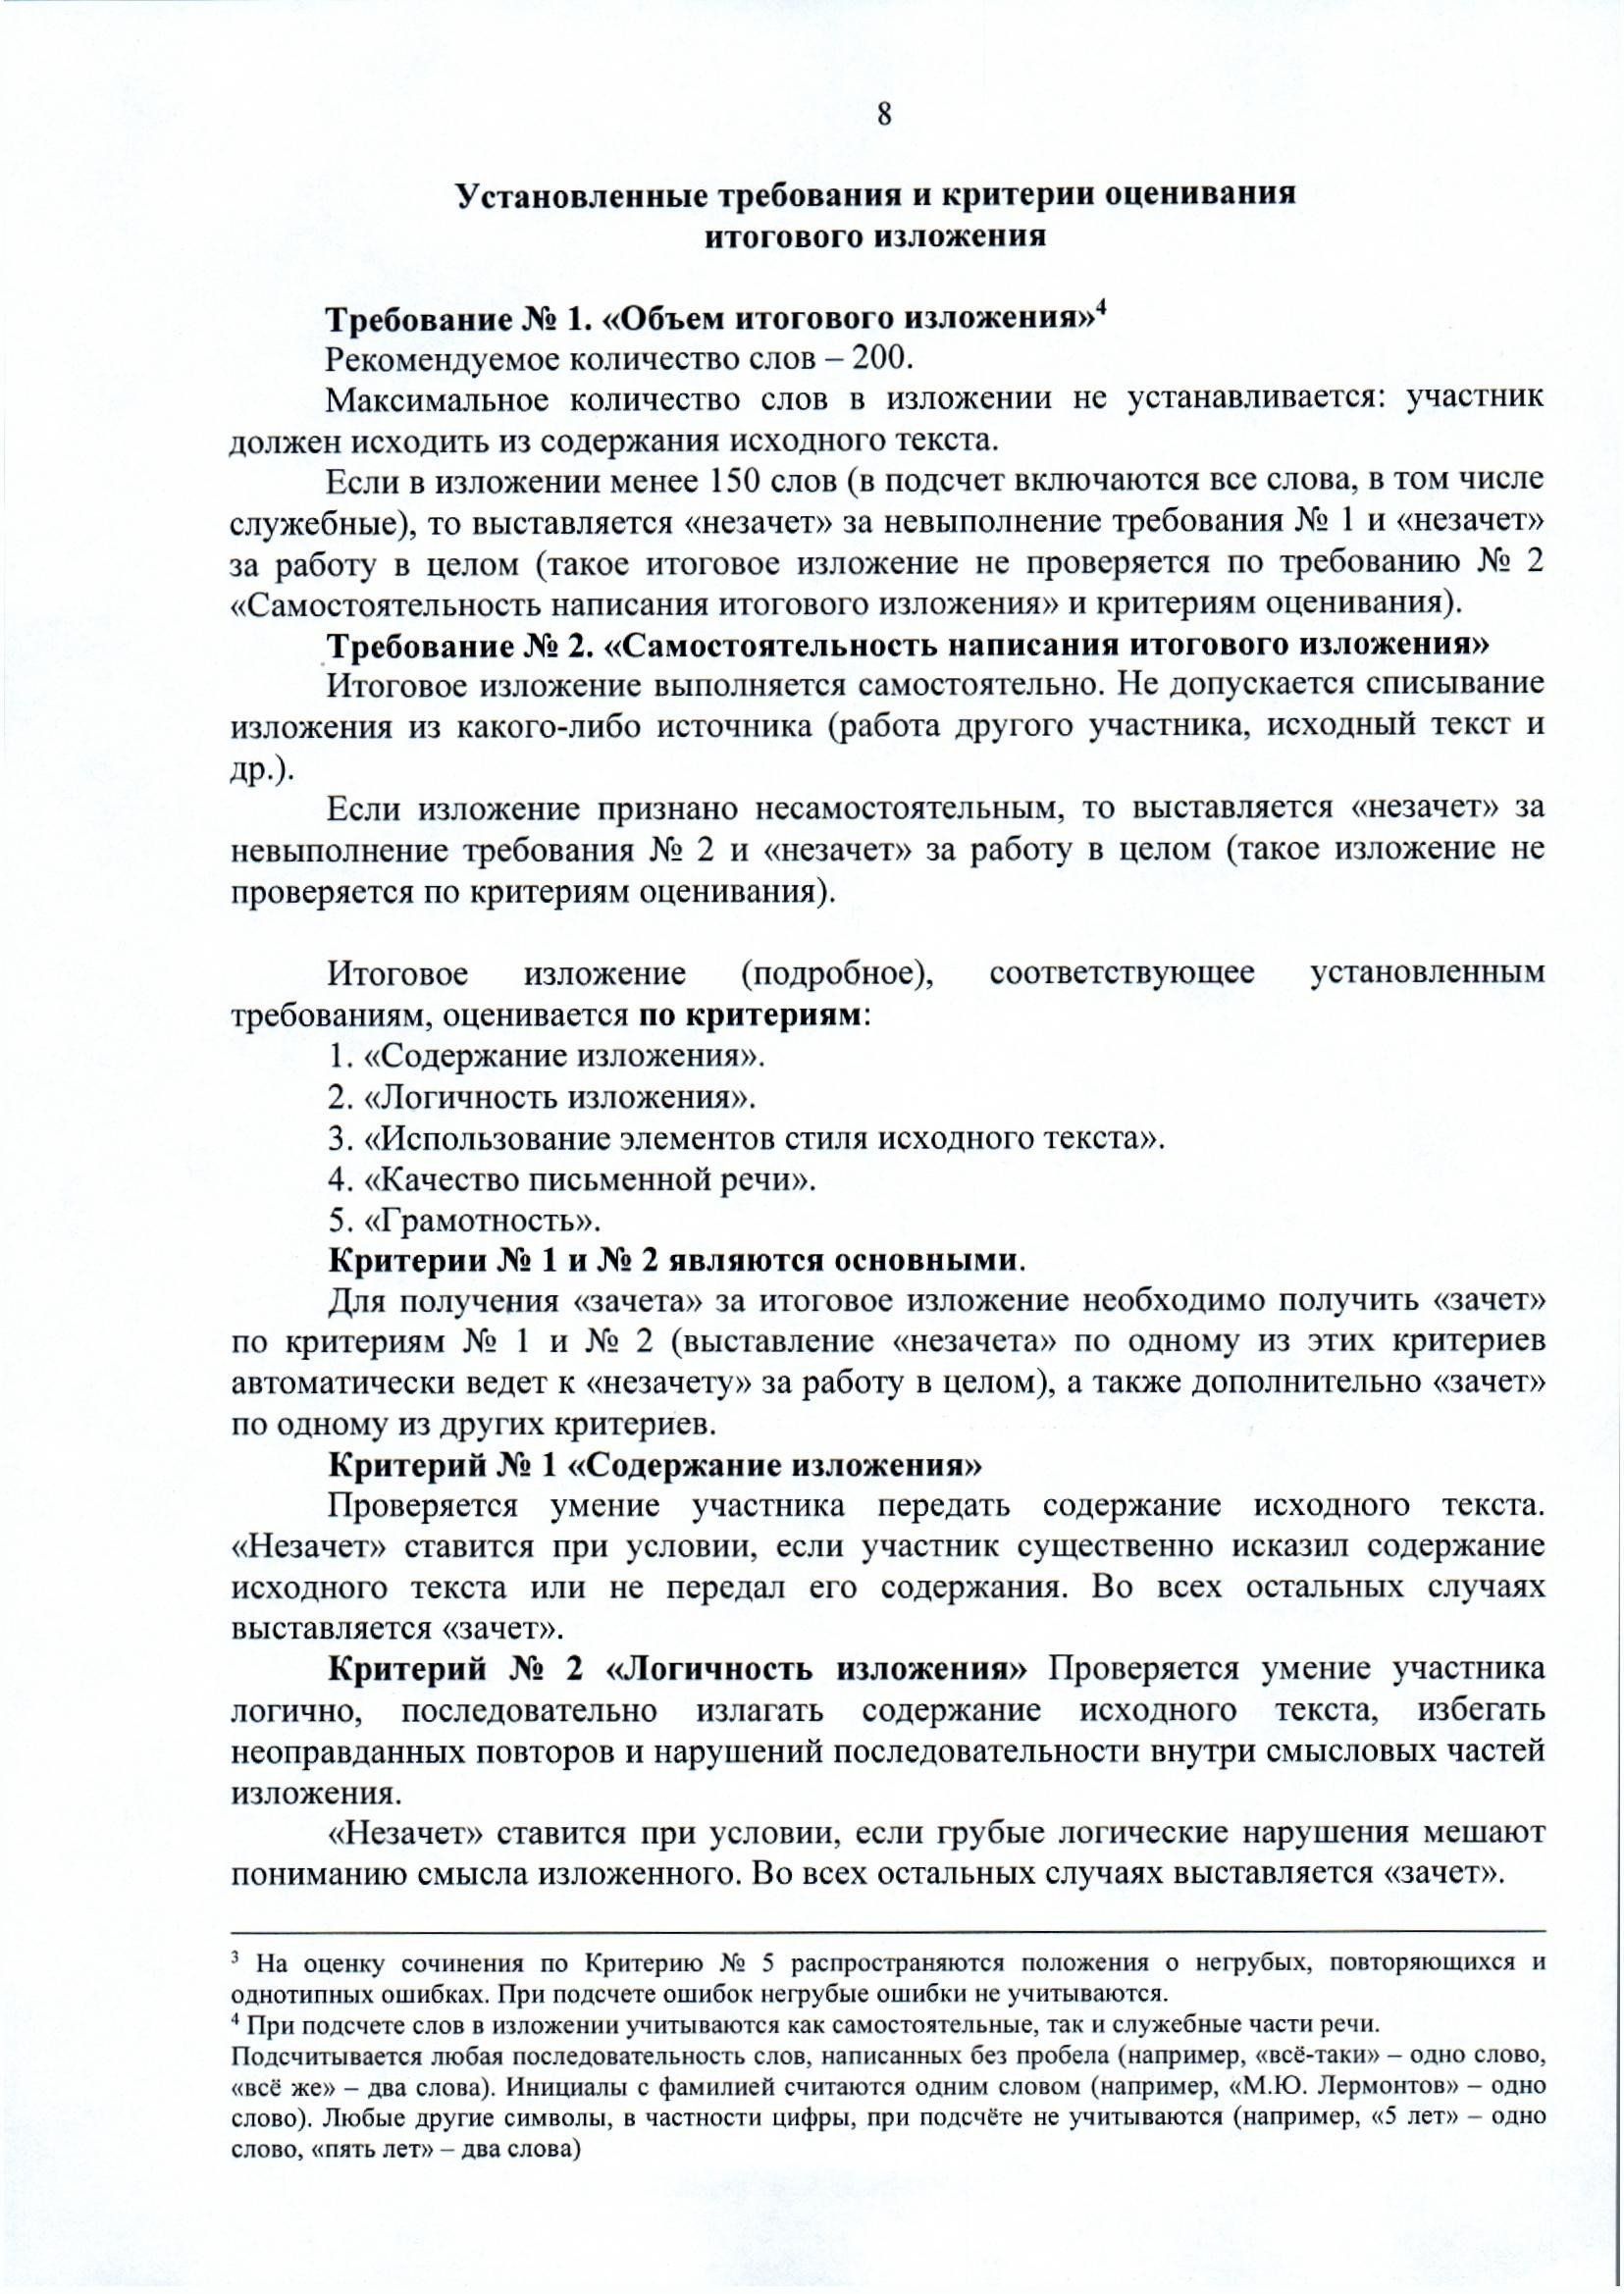 8
Установленные требования и критерии оценивания
итогового изложения
Требование № 1. «Объем итогового изложения»4
Рекомендуемое количество слов – 200.
Максимальное количество слов в изложении не устанавливается: участник
должен исходить из содержания исходного текста.
Если в изложении менее 150 слов (в подсчет включаются все слова, в том числе
служебные), то выставляется «незачет» за невыполнение требования № 1 и «незачет»
за работу в целом (такое итоговое изложение не проверяется по требованию № 2
«Самостоятельность написания итогового изложения» и критериям оценивания).
Требование № 2. «Самостоятельность написания итогового изложения»
Итоговое изложение выполняется самостоятельно. Не допускается списывание
изложения из какого-либо источника (работа другого участника, исходный текст и
др.).
Если изложение признано несамостоятельным, то выставляется «незачет» за
невыполнение требования № 2 и «незачет» за работу в целом (такое изложение не
проверяется по критериям оценивания).
Итоговое изложение (подробное), соответствующее установленным
требованиям, оценивается по критериям:
1. «Содержание изложения».
2. «Логичность изложения».
3. «Использование элементов стиля исходного текста».
4. «Качество письменной речи».
5. «Грамотность».
Критерии № 1 и № 2 являются основными.
Для получения «зачета» за итоговое изложение необходимо получить «зачет»
по критериям № 1 и № 2 (выставление «незачета» по одному из этих критериев
автоматически ведет к «незачету» за работу в целом), а также дополнительно «зачет»
по одному из других критериев.
Критерий № 1 «Содержание изложения»
Проверяется умение участника передать содержание исходного текста.
«Незачет» ставится при условии, если участник существенно исказил содержание
исходного текста или не передал его содержания. Во всех остальных случаях
выставляется «зачет».
Критерий № 2 «Логичность изложения» Проверяется умение участника
логично, последовательно излагать содержание исходного текста, избегать
неоправданных повторов и нарушений последовательности внутри смысловых частей
изложения.
«Незачет» ставится при условии, если грубые логические нарушения мешают
пониманию смысла изложенного. Во всех остальных случаях выставляется «зачет».
3 На оценку сочинения по Критерию № 5 распространяются положения о негрубых, повторяющихся и
однотипных ошибках. При подсчете ошибок негрубые ошибки не учитываются.
4 При подсчете слов в изложении учитываются как самостоятельные, так и служебные части речи.
Подсчитывается любая последовательность слов, написанных без пробела (например, «всё-таки» – одно слово,
«всё же» – два слова). Инициалы с фамилией считаются одним словом (например, «М.Ю. Лермонтов» – одно
слово). Любые другие символы, в частности цифры, при подсчёте не учитываются (например, «5 лет» – одно
слово, «пять лет» – два слова)